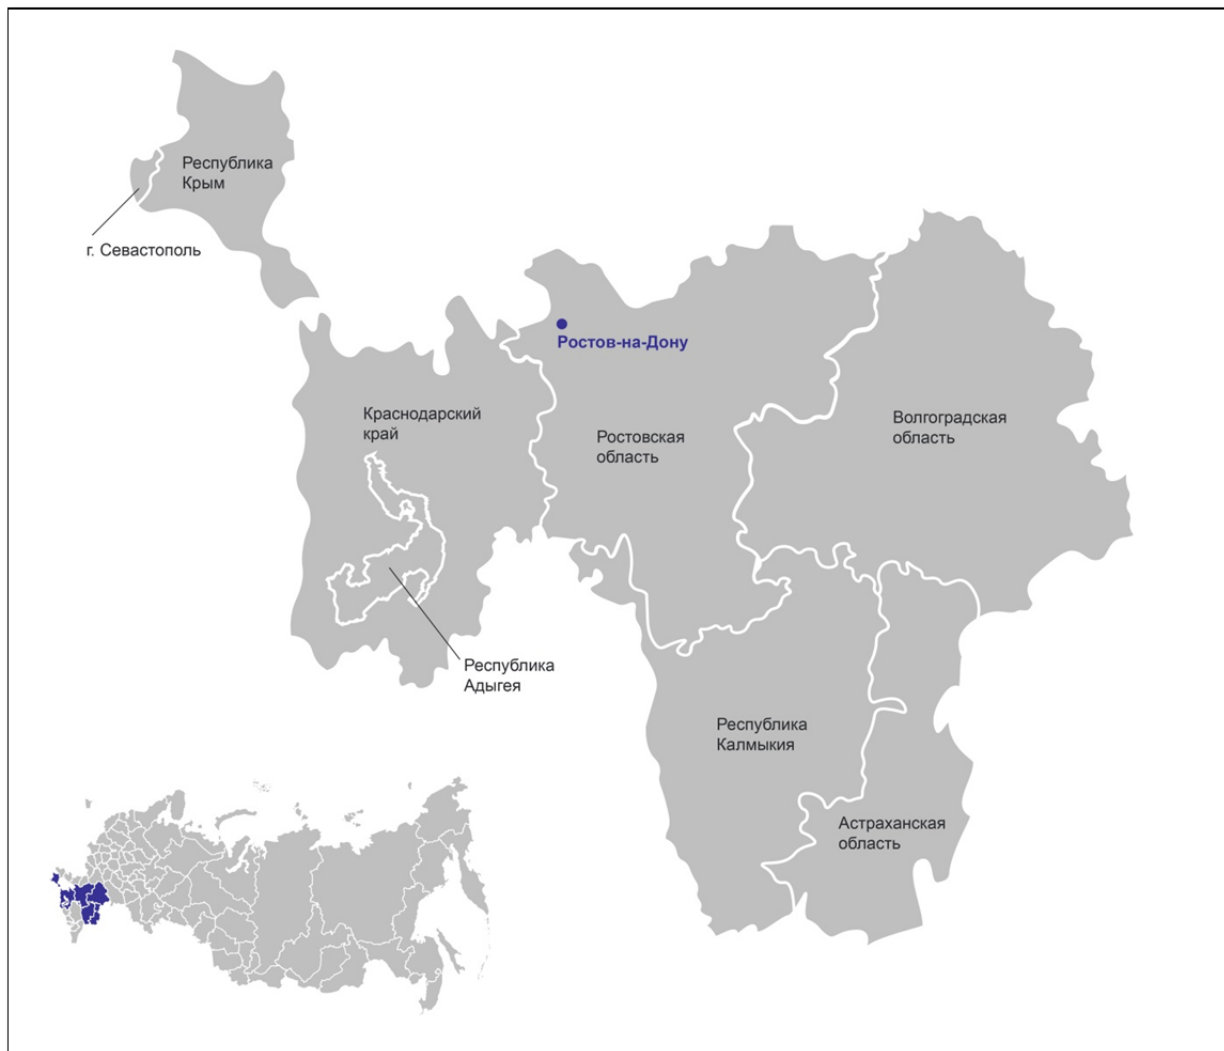 Республика
Крым
г. Севастополь
Ростов-на-Дону
Краснодарский
край
Ростовская
область
Волгоградская
область
Республика
Адыгея
Республика
Калмыкия
Астраханская
область